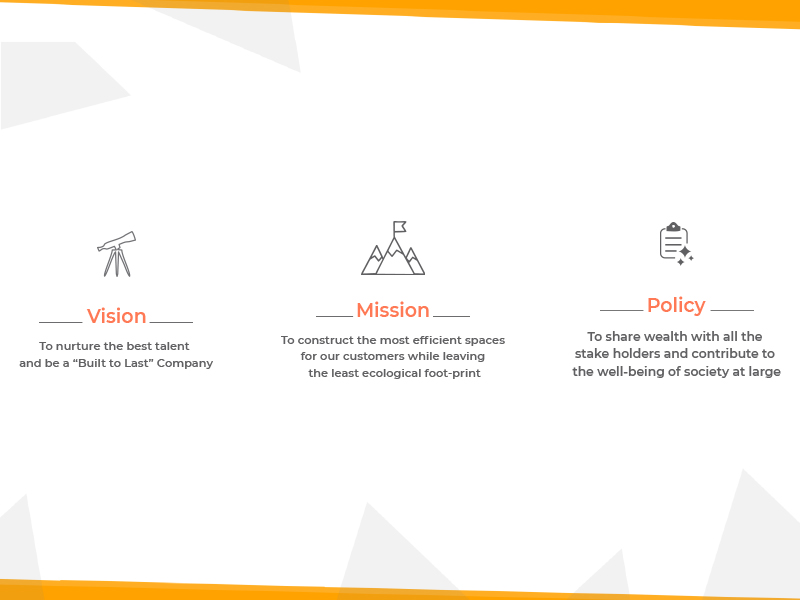 Vision
To nurture the best talent
and be a “Built to Last” Company
Mission
To construct the most efficient spaces
for our customers while leaving
the least ecological foot-print
Policy
To share wealth with all the
stake holders and contribute to
the well-being of society at large